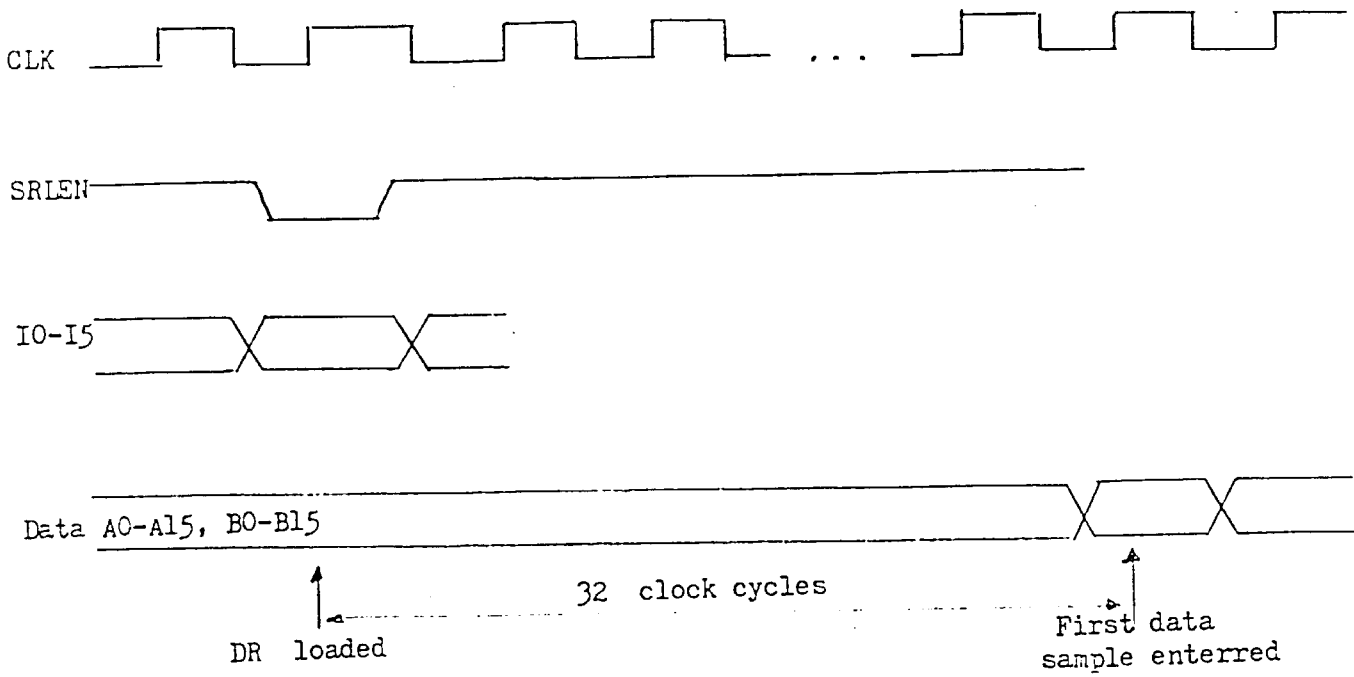 CLK
. . .
SRLEN
I0-I5
Data A0-A15, B0-B15
32 clock cycles
DR loaded
First data
sample enterred